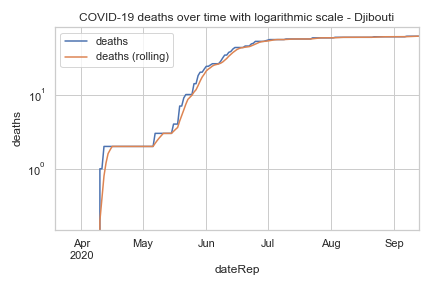 COVID-19 deaths over time with logarithmic scale - Djibouti
deaths
deaths (rolling)
deaths
10¹
10⁰
Apr
2020
May
Jun
Jul
Aug
Sep
dateRep